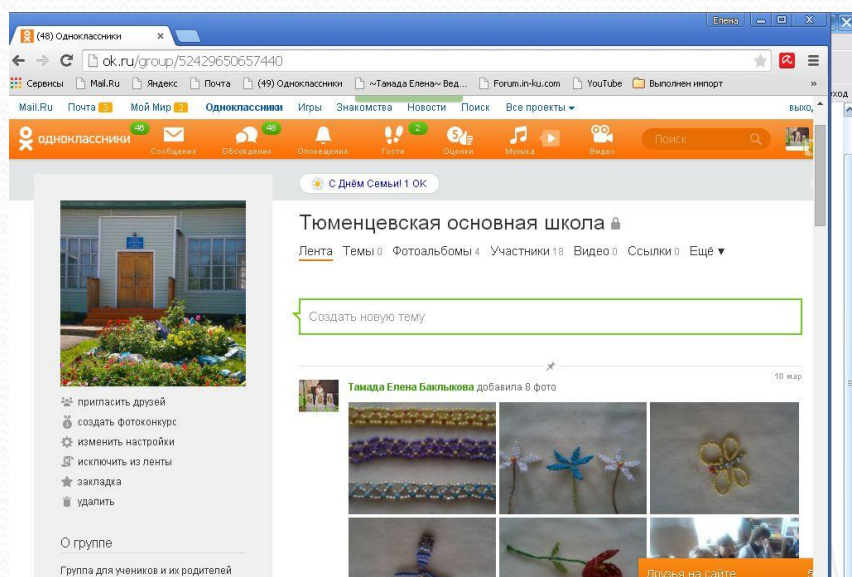 Елена
(48) Одноклассники
ok.ru/group/52429650657440
Сервисы Mail.Ru Яндекс Почта (49) Одноклассники ~Тамада Елена~ Вед... Forum.in-ku.com YouTube Выполнен импорт »
ход
Mail.Ru Почта Мой Мир Одноклассники Игры Знакомства Новости Поиск Все проекты выхо,
одноклассники
46 48 2
Сообщения Обсуждения Оповещения Гости Оценки Музыка Видео Поиск
С Днём Семьи! 1 ОК
Тюменцевская основная школа
Лента Темы 0 Фотоальбомы 4 Участники 18 Видео 0 Ссылки 0 Ещё ▼
Создать новую тему
18 мар
Тамада Елена Баклыкова добавила 8 фото
пригласить друзей
создать фотоконкурс
изменить настройки
исключить из ленты
закладка
удалить
О группе
Группа для учеников и их родителей
Друзья на сайте